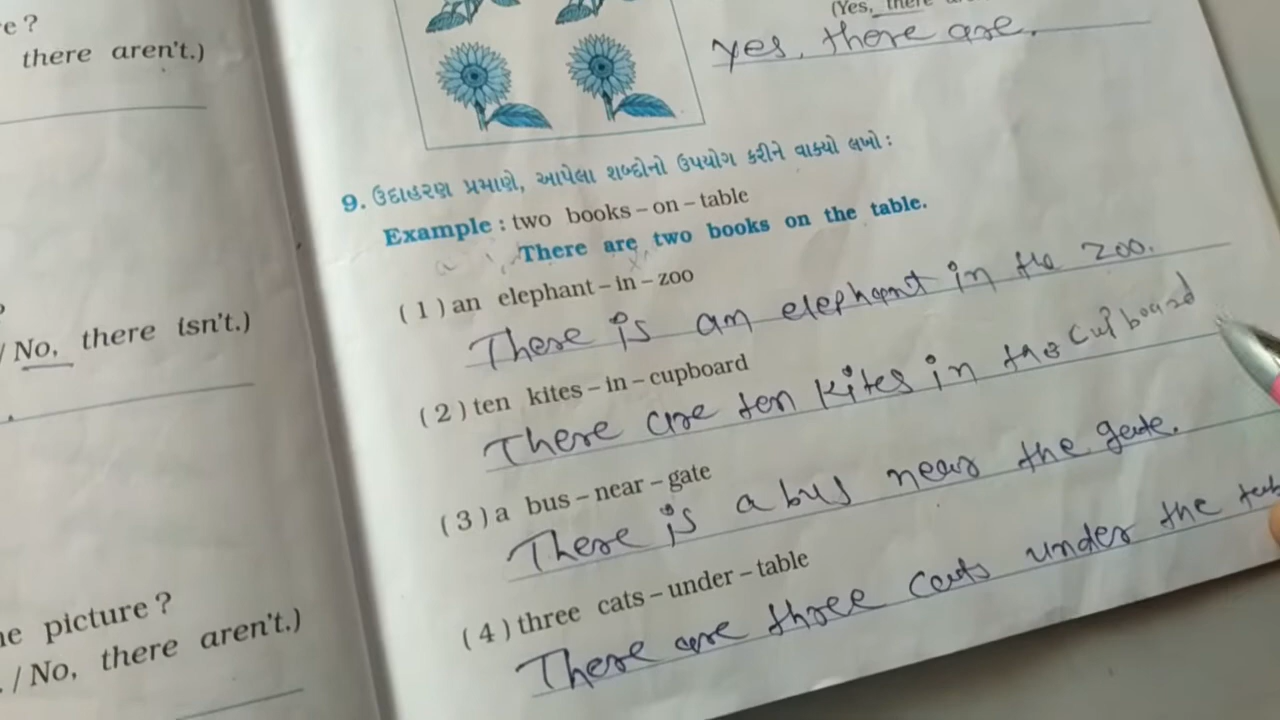 e ?
there aren't.)
(Yes, there
Yes, there are.
9. ઉદાહરણ પ્રમાણે, આપેલા શબ્દોનો ઉપયોગ કરીને વાક્યો લખો :
Example : two books – on – table
There are two books on the table.
( 1 ) an elephant – in – zoo
There is an elephant in the zoo.
/ No, there isn't.)
( 2 ) ten kites – in – cupboard
There are ten kites in the cupboard
( 3 ) a bus – near – gate
There is a bus near the gate.
( 4 ) three cats – under – table
There are three cats under the tab
ne picture ?
. / No, there aren't.)